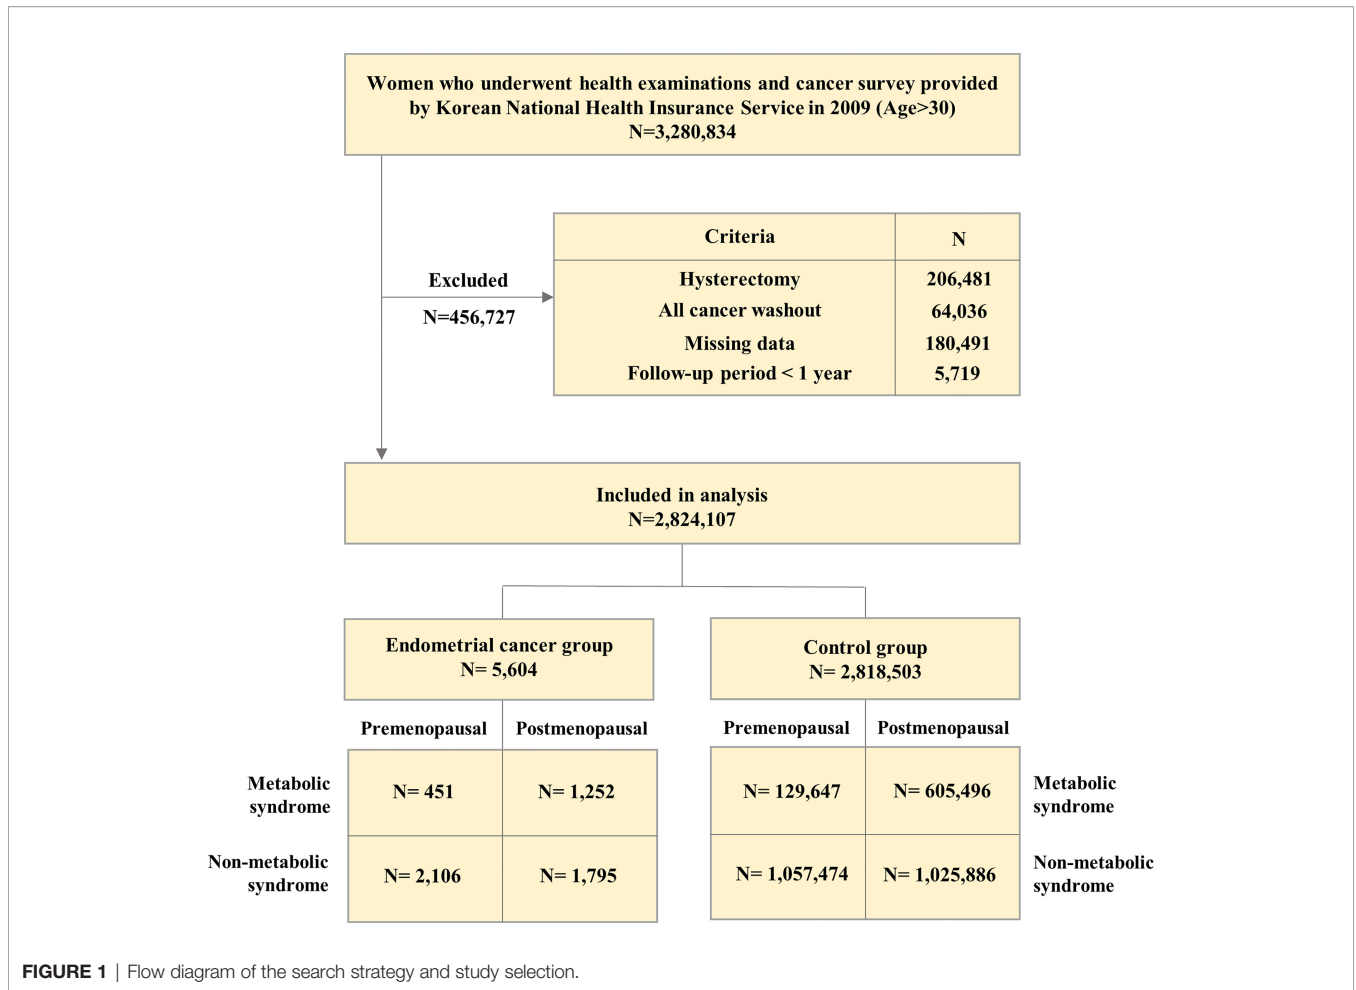 Women who underwent health examinations and cancer survey provided
by Korean National Health Insurance Service in 2009 (Age>30)
N=3,280,834
Excluded
N=456,727
Criteria N
Hysterectomy 206,481
All cancer washout 64,036
Missing data 180,491
Follow-up period < 1 year 5,719
Included in analysis
N=2,824,107
Endometrial cancer group
N= 5,604
Control group
N= 2,818,503
Premenopausal Postmenopausal
Premenopausal Postmenopausal
Metabolic
syndrome
N= 451 N= 1,252
N= 129,647 N= 605,496
Metabolic
syndrome
Non-metabolic
syndrome
N= 2,106 N= 1,795
N= 1,057,474 N= 1,025,886
Non-metabolic
syndrome
FIGURE 1 | Flow diagram of the search strategy and study selection.